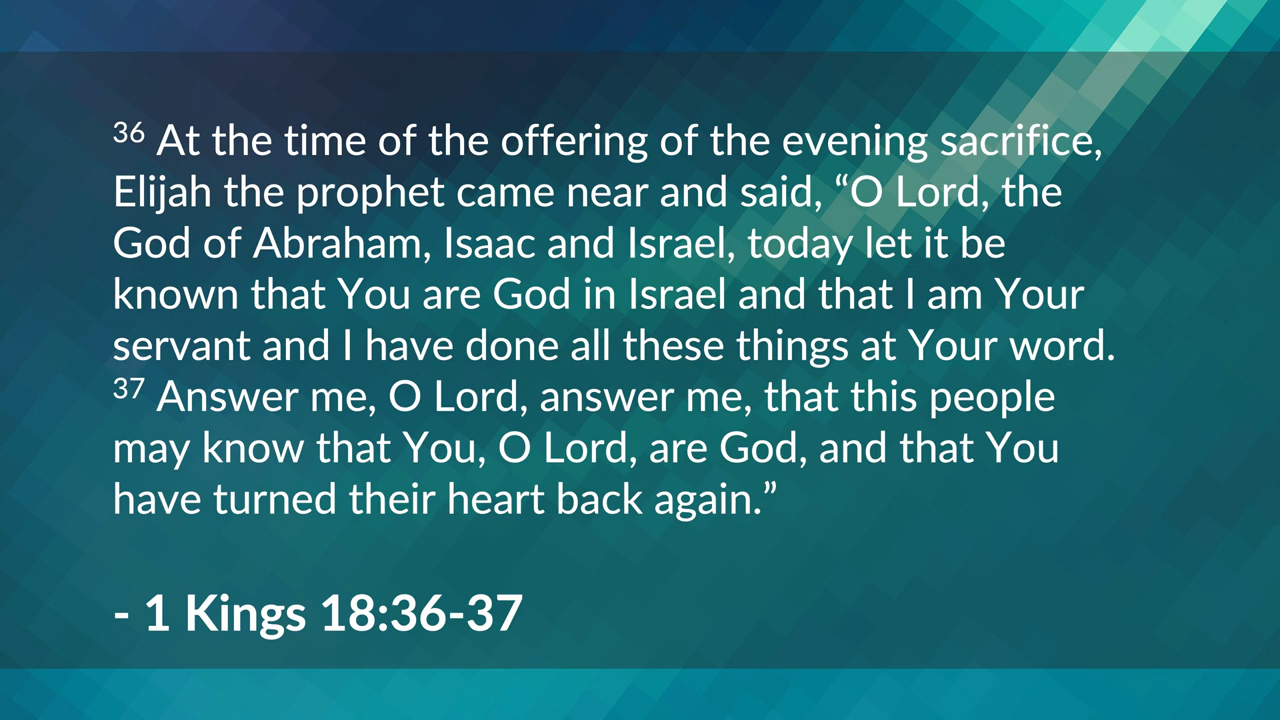 36 At the time of the offering of the evening sacrifice,
Elijah the prophet came near and said, “O Lord, the
God of Abraham, Isaac and Israel, today let it be
known that You are God in Israel and that I am Your
servant and I have done all these things at Your word.
37 Answer me, O Lord, answer me, that this people
may know that You, O Lord, are God, and that You
have turned their heart back again.”
- 1 Kings 18:36-37